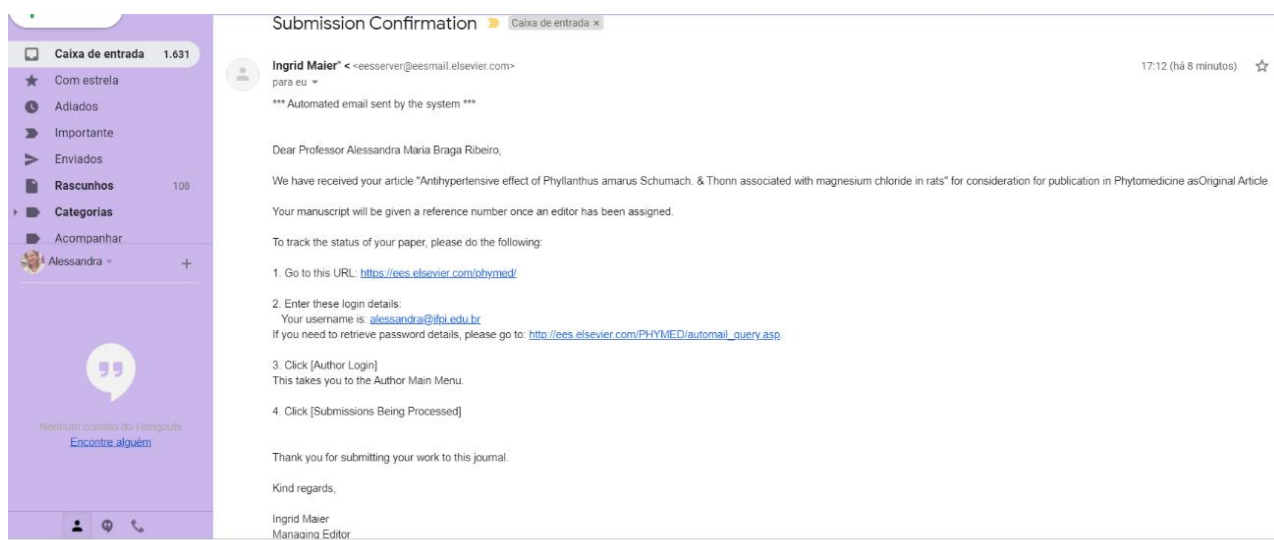 Submission Confirmation
Caixa de entrada ×
Caixa de entrada 1.631
Com estrela
Adiados
Importante
Enviados
Rascunhos 108
Categorias
Acompanhar
Alessandra
+
Nenhum contato do Hangouts
Encontre alguém
Ingrid Maier" < <eesserver@eesmail.elsevier.com>
17:12 (há 8 minutos)
para eu
*** Automated email sent by the system ***
Dear Professor Alessandra Maria Braga Ribeiro,
We have received your article "Antihypertensive effect of Phyllanthus amarus Schumach. & Thonn associated with magnesium chloride in rats" for consideration for publication in Phytomedicine asOriginal Article
Your manuscript will be given a reference number once an editor has been assigned.
To track the status of your paper, please do the following:
1. Go to this URL: https://ees.elsevier.com/phymed/
2. Enter these login details:
Your username is: alessandra@ifpi.edu.br
If you need to retrieve password details, please go to: http://ees.elsevier.com/PHYMED/automail_query.asp.
3. Click [Author Login]
This takes you to the Author Main Menu.
4. Click [Submissions Being Processed]
Thank you for submitting your work to this journal.
Kind regards,
Ingrid Maier
Managing Editor